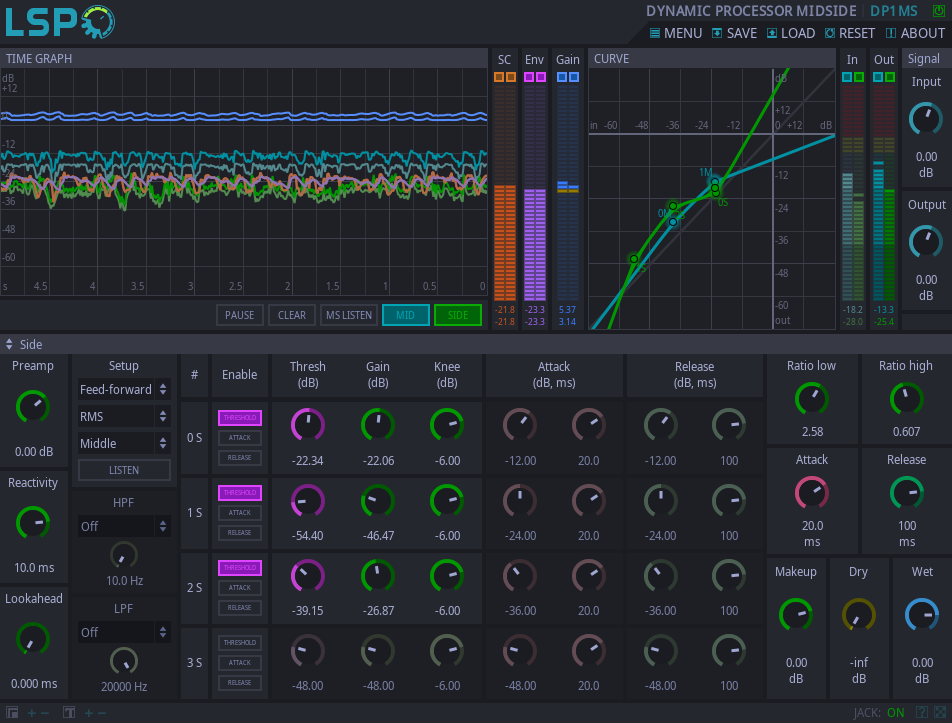 LSP
DYNAMIC PROCESSOR MIDSIDE DP1MS
MENU SAVE LOAD RESET ABOUT
TIME GRAPH
SC Env Gain
CURVE
In Out
Signal
dB
+12
0
-12
-36
-48
-60
s 4.5 4 3.5 3 2.5 2 1.5 1 0.5 0
dB
+12
in -60 -48 -36 -24 -12 0 +12 dB
-12
-24
-36
-48
-60
out
1M
0S
0M
Input
0.00
dB
Output
0.00
dB
-21.8 -23.3 5.37
-21.8 -23.3 3.14
-18.2 -13.3
-28.0 -25.4
PAUSE CLEAR MS LISTEN MID SIDE
Side
Preamp
0.00 dB
Reactivity
10.0 ms
Lookahead
0.000 ms
Setup
Feed-forward
RMS
Middle
LISTEN
HPF
Off
10.0 Hz
LPF
Off
20000 Hz
# Enable Thresh (dB) Gain (dB) Knee (dB) Attack (dB, ms) Release (dB, ms)
THRESHOLD
0 S ATTACK
RELEASE
-22.34 -22.06 -6.00 -12.00 20.0 -12.00 100
THRESHOLD
1 S ATTACK
RELEASE
-54.40 -46.47 -6.00 -24.00 20.0 -24.00 100
THRESHOLD
2 S ATTACK
RELEASE
-39.15 -26.87 -6.00 -36.00 20.0 -36.00 100
THRESHOLD
3 S ATTACK
RELEASE
-48.00 -48.00 -6.00 -48.00 20.0 -48.00 100
Ratio low Ratio high
2.58 0.607
Attack Release
20.0 100
ms ms
Makeup Dry Wet
0.00 -inf 0.00
dB dB dB
JACK: ON